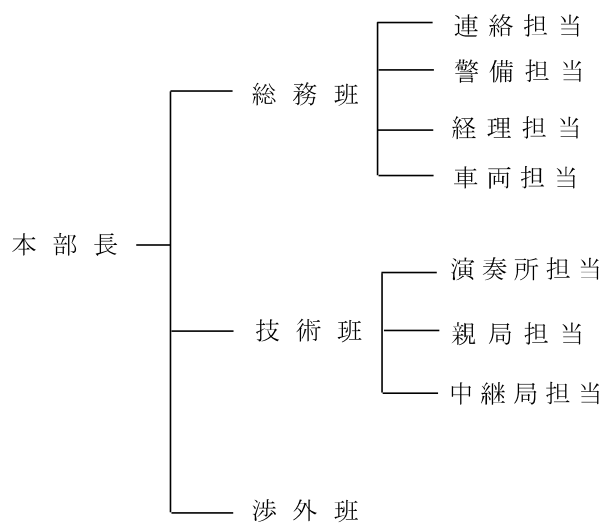 本部長
総務班
連絡担当
警備担当
経理担当
車両担当
技術班
演奏所担当
親局担当
中継局担当
渉外班